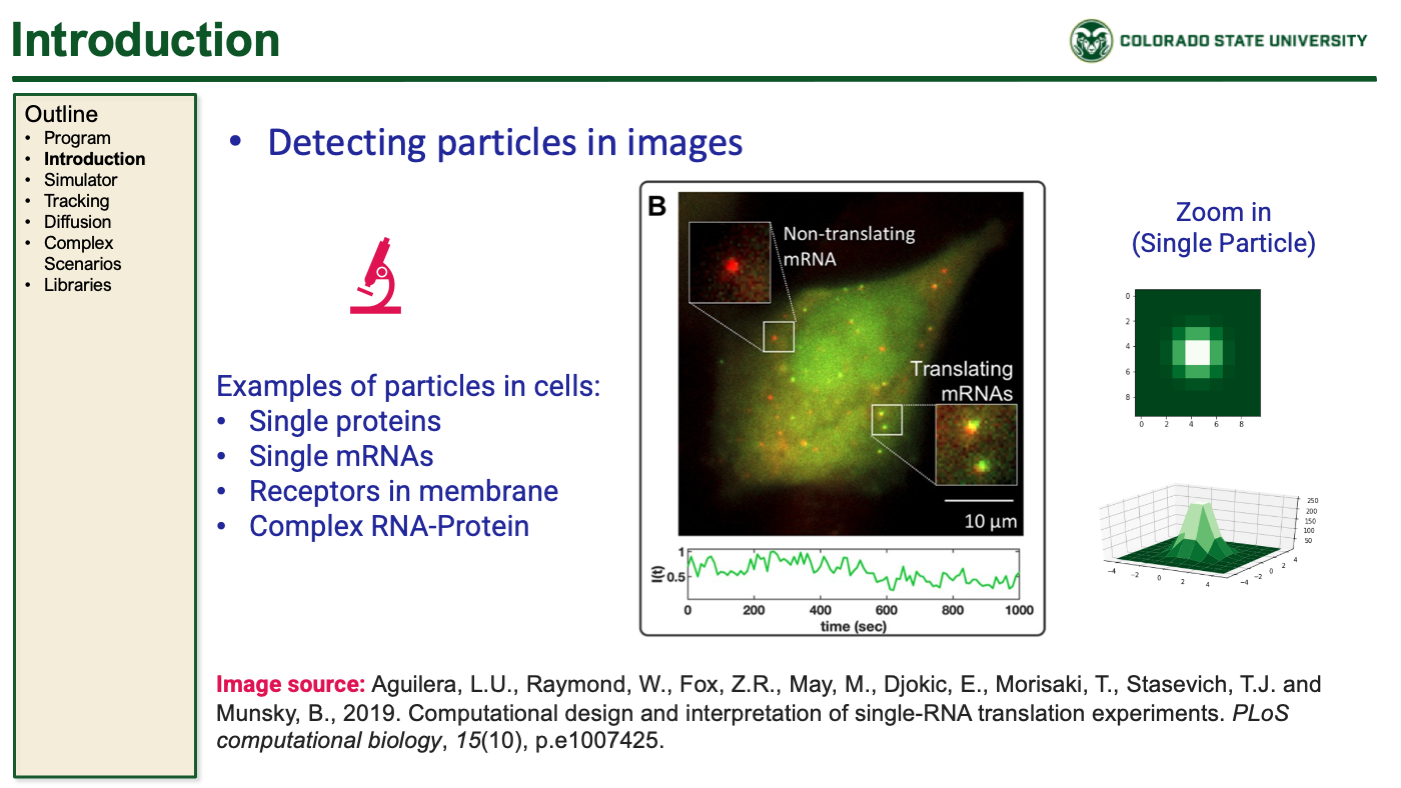 Introduction
COLORADO STATE UNIVERSITY
Outline
• Program
• Introduction
• Simulator
• Tracking
• Diffusion
• Complex
Scenarios
• Libraries
• Detecting particles in images
Examples of particles in cells:
• Single proteins
• Single mRNAs
• Receptors in membrane
• Complex RNA-Protein
B
Non-translating
mRNA
Translating
mRNAs
10 µm
I(t)
1
0.5
0 200 400 600 800 1000
time (sec)
Zoom in
(Single Particle)
0
2
4
6
8
0 2 4 6 8
250
200
150
100
50
−4 −2 0 2 4
−4 −2 0 2 4
Image source: Aguilera, L.U., Raymond, W., Fox, Z.R., May, M., Djokic, E., Morisaki, T., Stasevich, T.J. and
Munsky, B., 2019. Computational design and interpretation of single-RNA translation experiments. PLoS
computational biology, 15(10), p.e1007425.